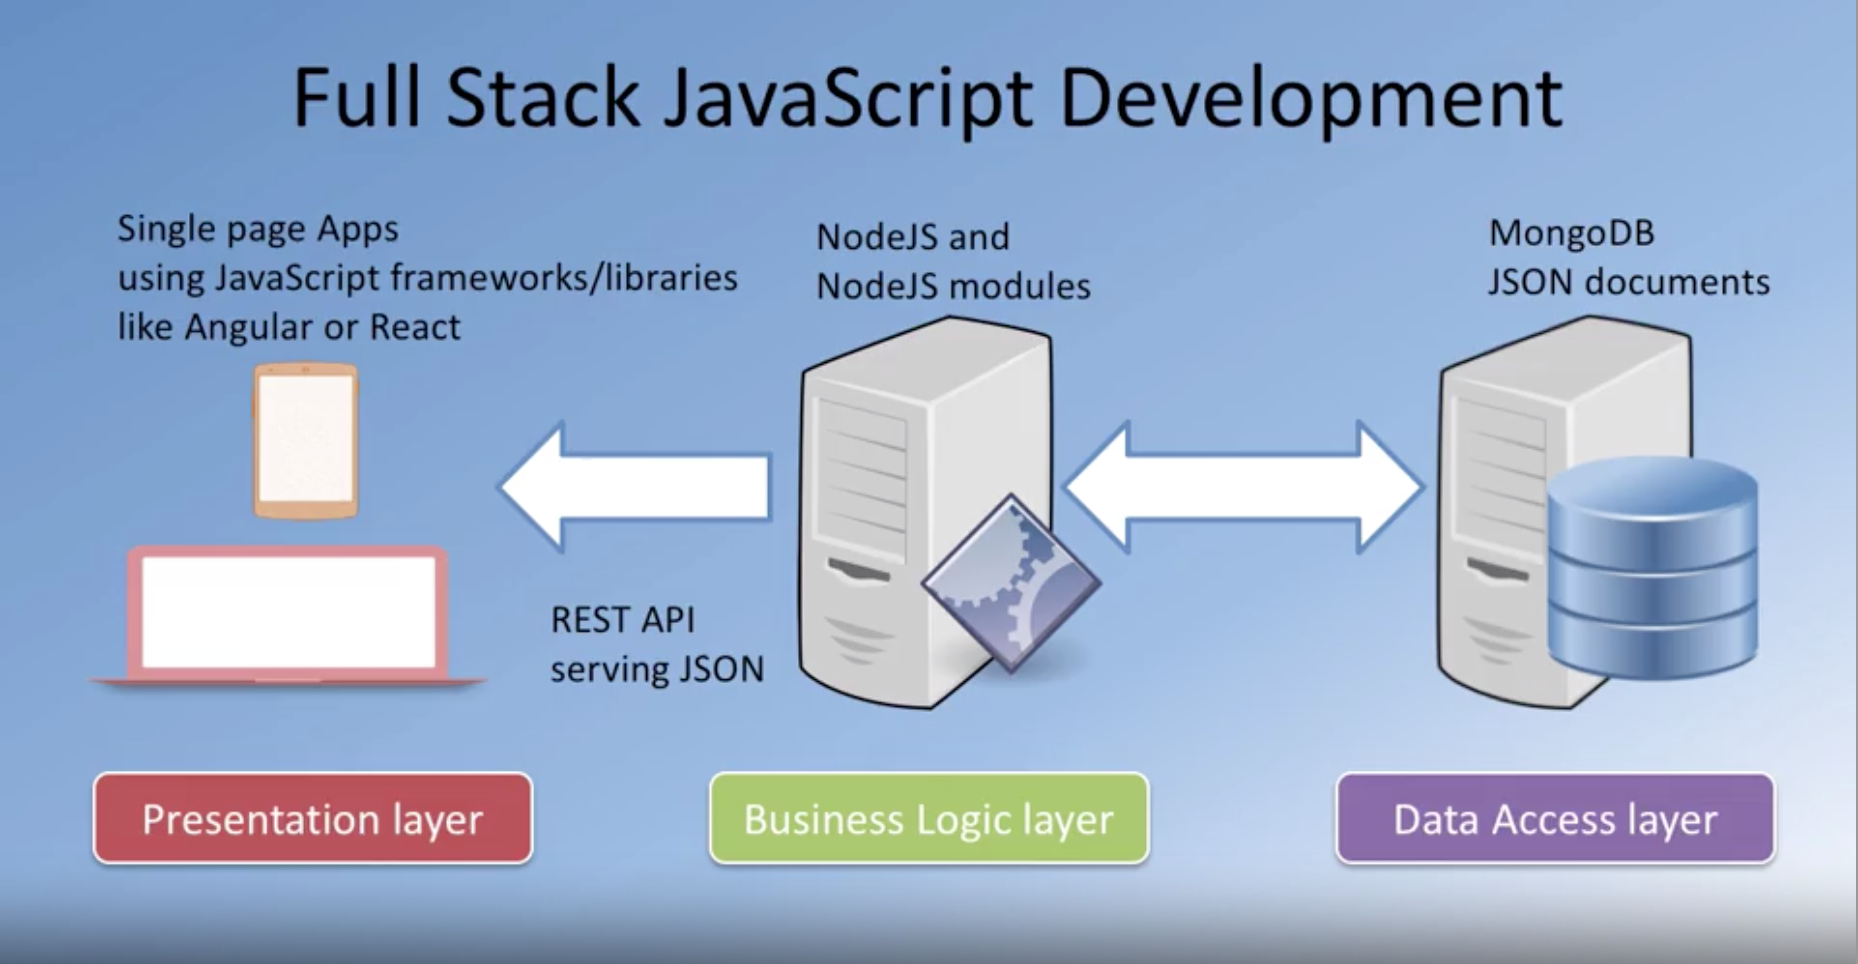 Full Stack JavaScript Development
Single page Apps
using JavaScript frameworks/libraries
like Angular or React
NodeJS and
NodeJS modules
MongoDB
JSON documents
REST API
serving JSON
Presentation layer
Business Logic layer
Data Access layer